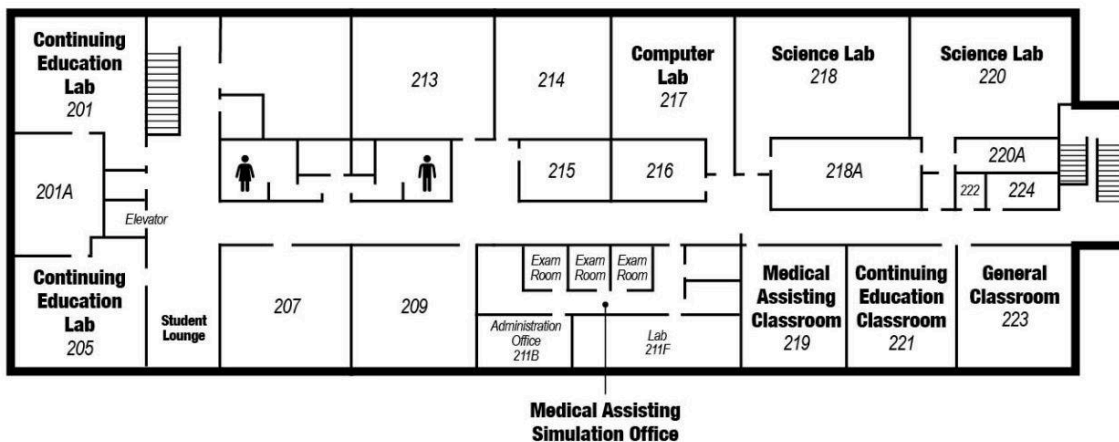 Continuing
Education
Lab
201
213
214
Computer
Lab
217
Science Lab
218
Science Lab
220
201A
215
216
218A
220A
222
224
Elevator
Continuing
Education
Lab
205
Student
Lounge
207
209
Exam
Room
Exam
Room
Exam
Room
Administration
Office
211B
Lab
211F
Medical
Assisting
Classroom
219
Continuing
Education
Classroom
221
General
Classroom
223
Medical Assisting
Simulation Office